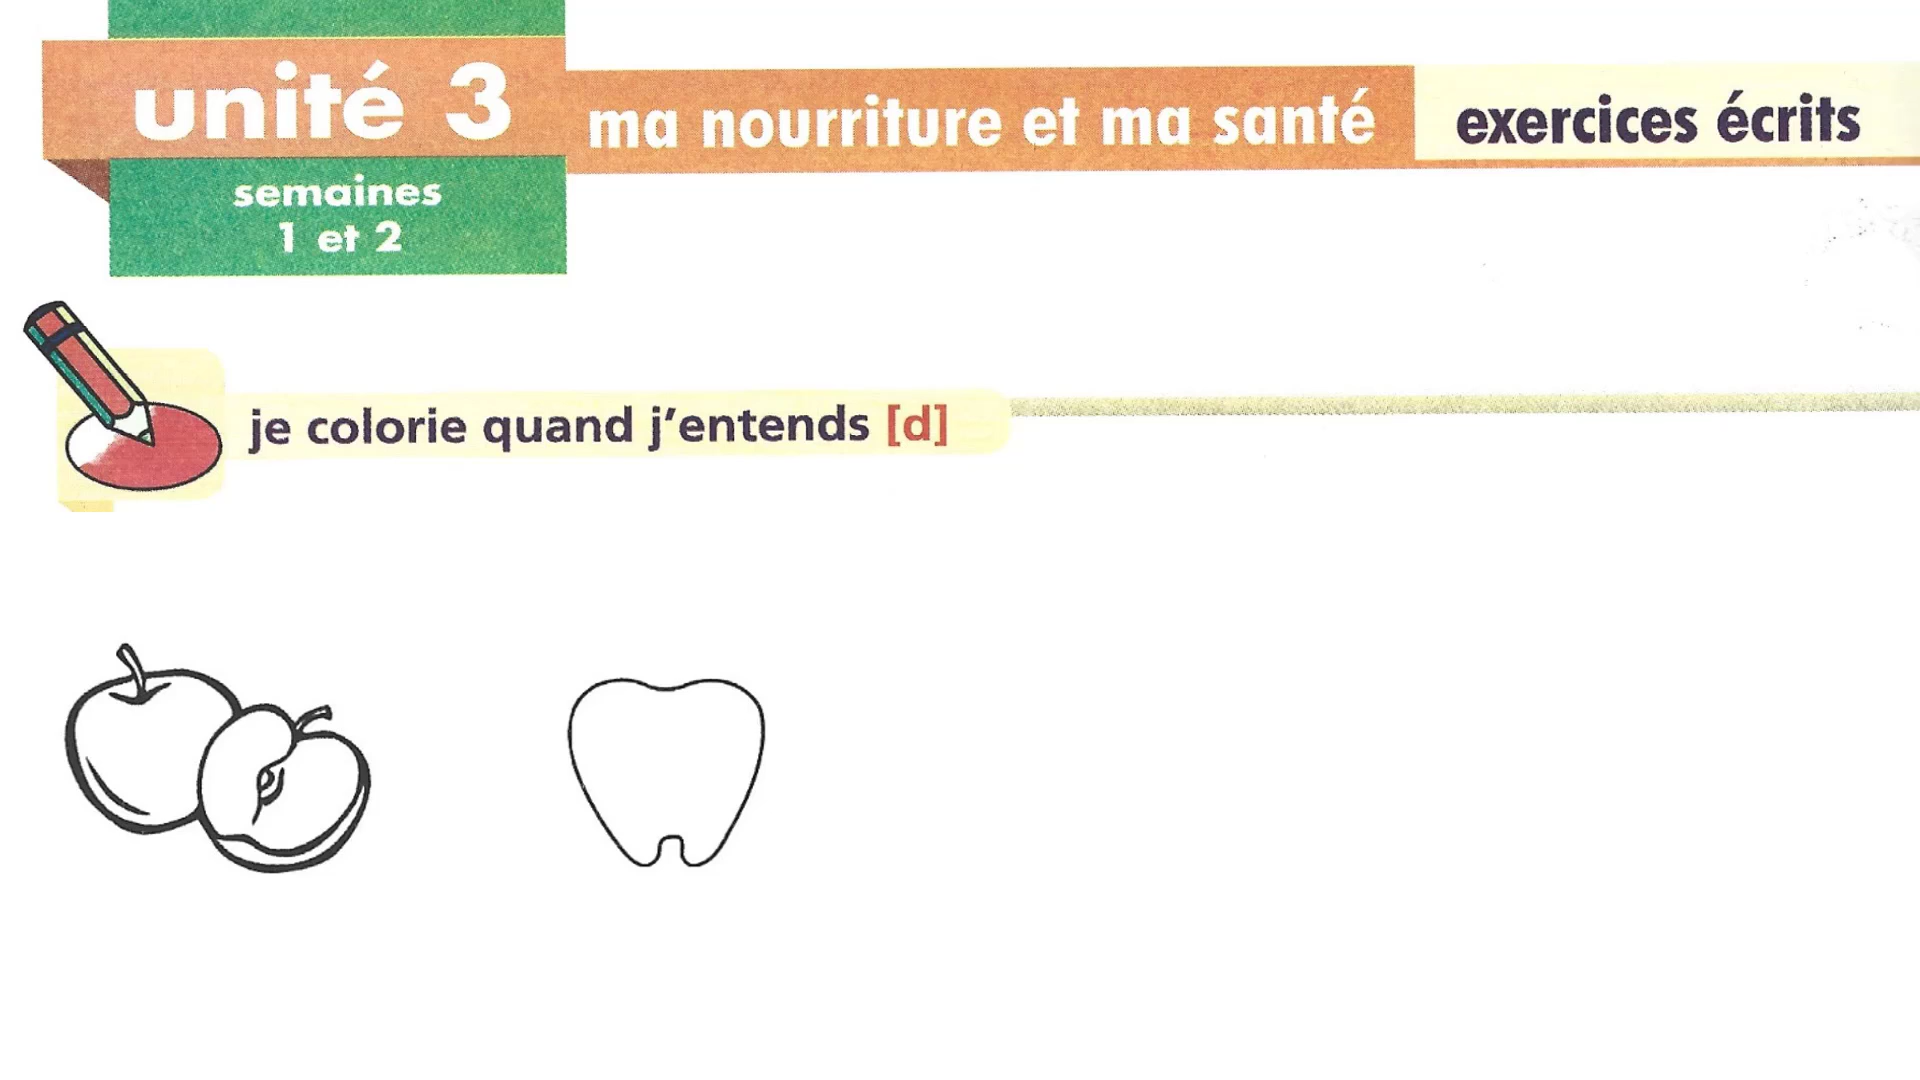 unité 3
ma nourriture et ma santé
exercices écrits
semaines
1 et 2
je colorie quand j'entends [d]